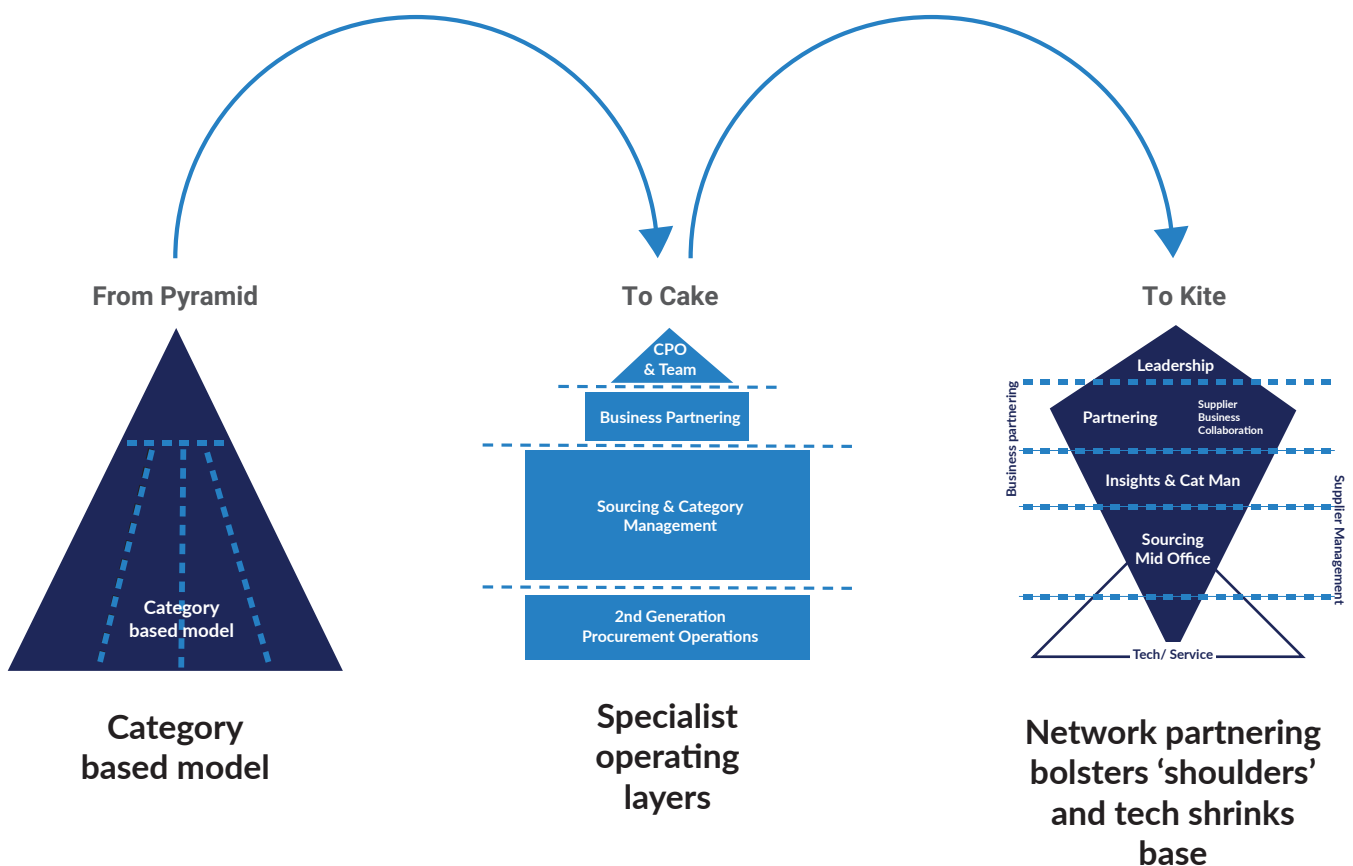 From Pyramid
Category
based model
Category
based model
To Cake
CPO
& Team
Business Partnering
Sourcing & Category
Management
2nd Generation
Procurement Operations
Specialist
operating
layers
To Kite
Leadership
Partnering
Supplier
Business
Collaboration
Insights & Cat Man
Sourcing
Mid Office
Tech/ Service
Business partnering
Supplier Management
Network partnering
bolsters ‘shoulders’
and tech shrinks
base